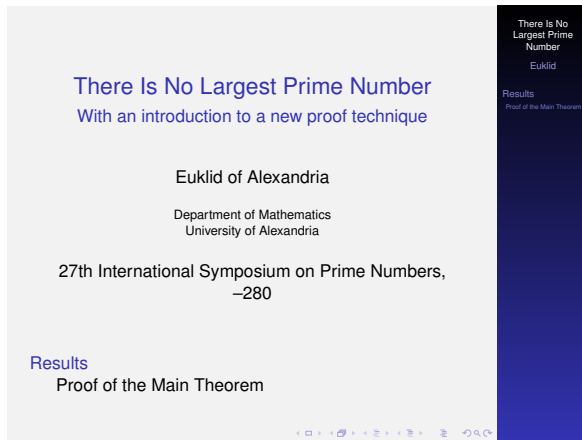 There Is No Largest Prime Number
With an introduction to a new proof technique
Euklid of Alexandria
Department of Mathematics
University of Alexandria
27th International Symposium on Prime Numbers,
–280
Results
Proof of the Main Theorem
There Is No
Largest Prime
Number
Euklid
Results
Proof of the Main Theorem